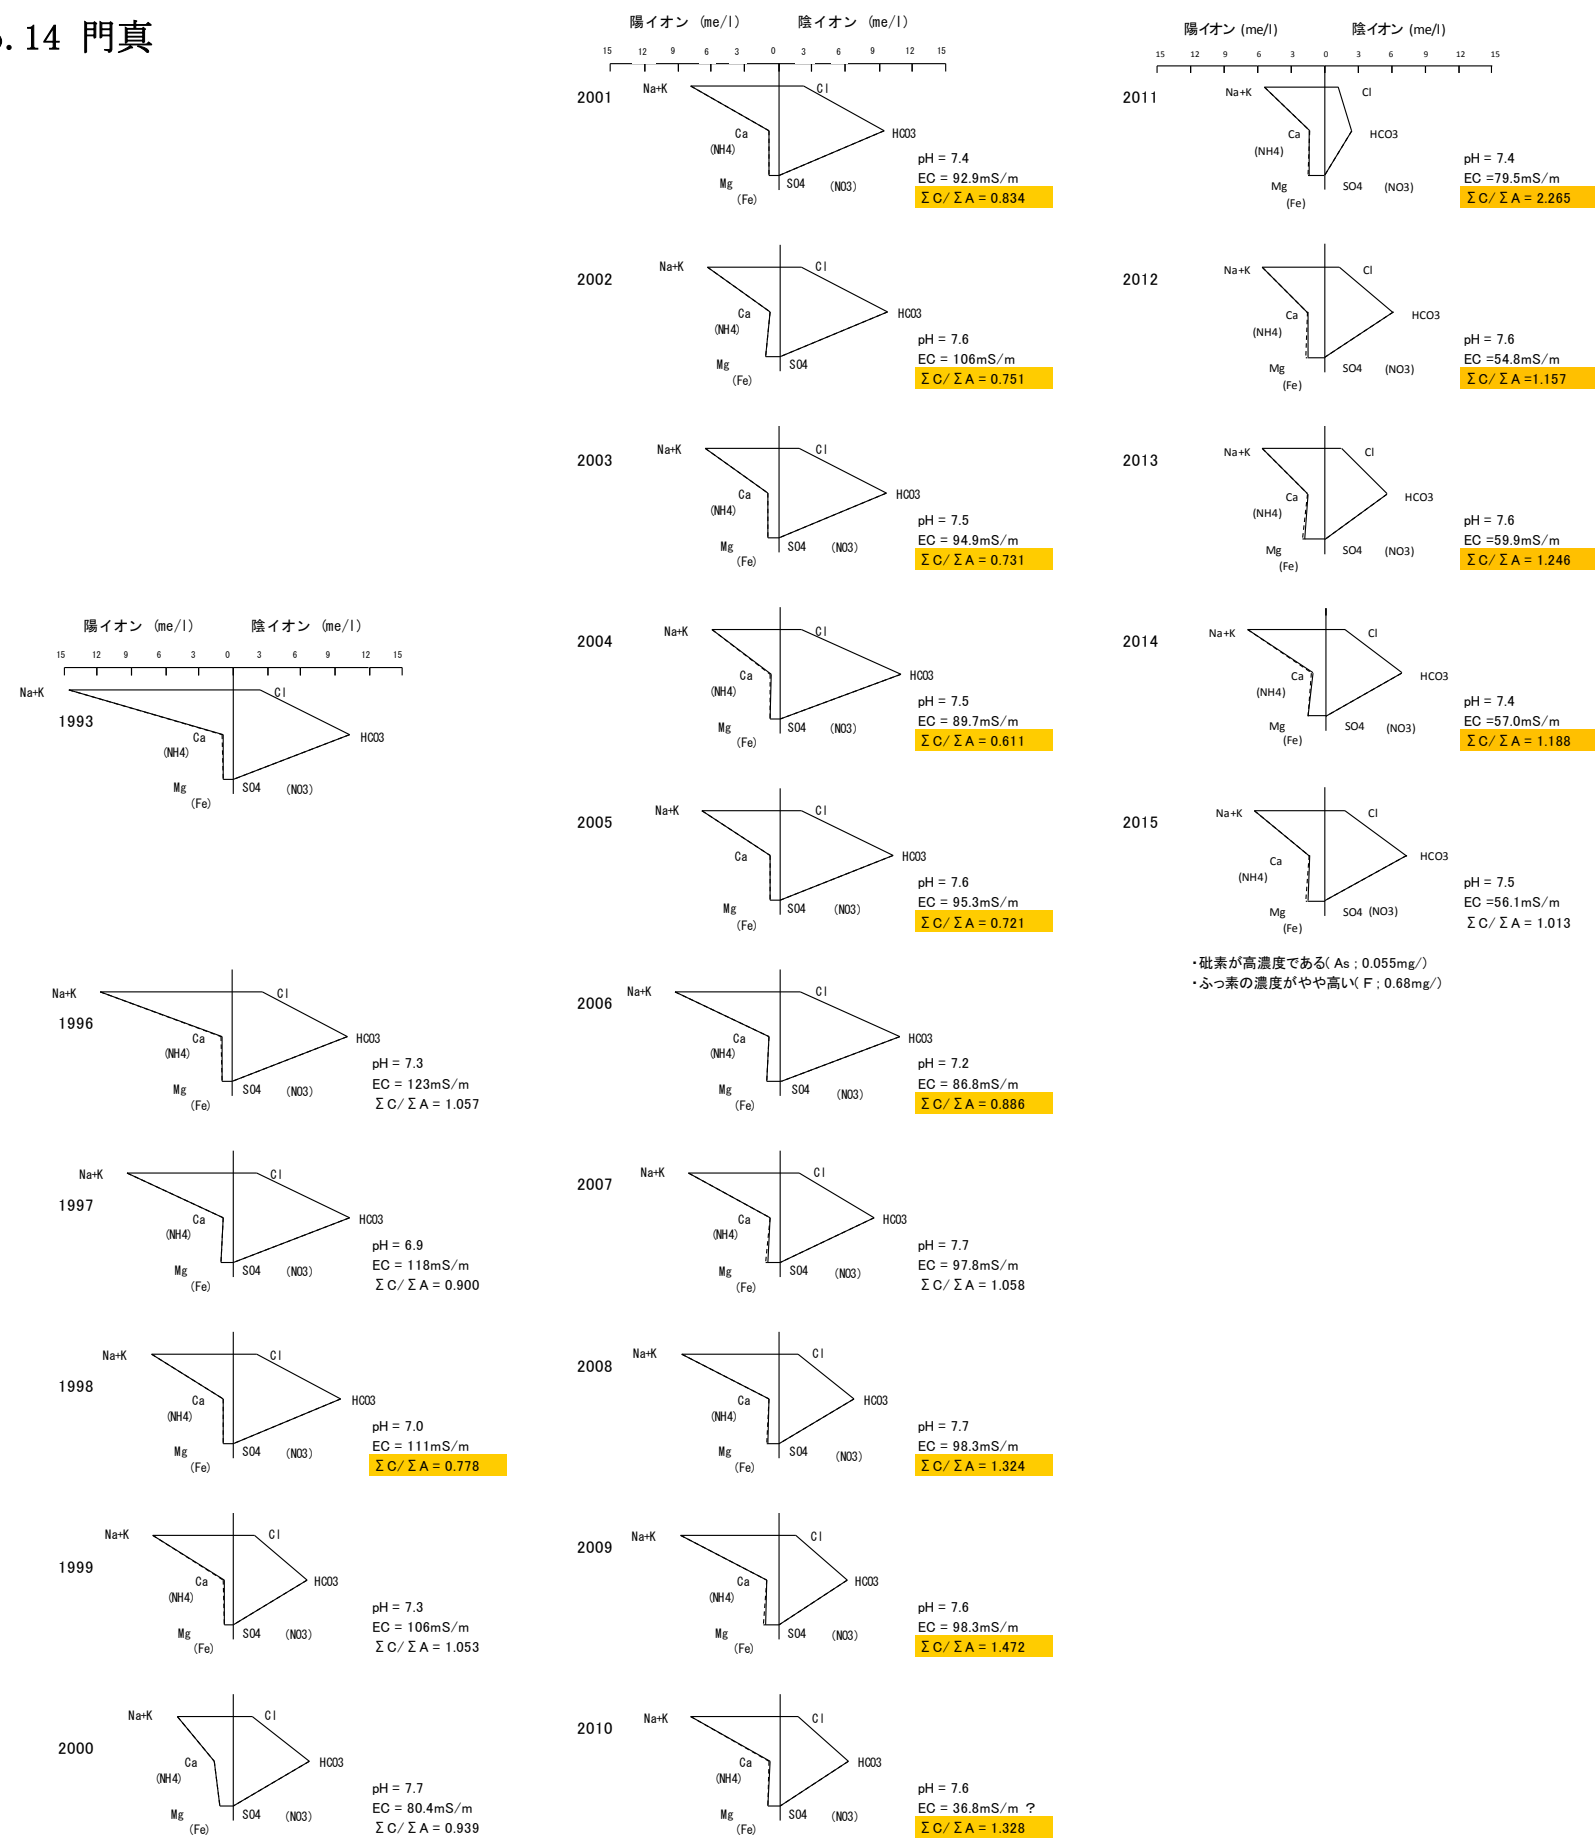 .14 門真
陽イオン (me/l) 陰イオン (me/l)
15 12 9 6 3 0 3 6 9 12 15
Na+K Cl
1993
Ca HCO3
(NH4)
Mg SO4 (NO3)
(Fe)
Na+K Cl
1996
Ca HCO3
(NH4)
pH = 7.3
Mg SO4 (NO3)
EC = 123mS/m
(Fe)
ΣC/ΣA = 1.057
Na+K Cl
1997
Ca HCO3
(NH4)
pH = 6.9
Mg SO4 (NO3)
EC = 118mS/m
(Fe)
ΣC/ΣA = 0.900
Na+K Cl
1998
Ca HCO3
(NH4)
pH = 7.0
Mg SO4 (NO3)
EC = 111mS/m
(Fe)
ΣC/ΣA = 0.778
Na+K Cl
1999
Ca HCO3
(NH4)
pH = 7.3
Mg SO4 (NO3)
EC = 106mS/m
(Fe)
ΣC/ΣA = 1.053
Na+K Cl
2000
Ca HCO3
(NH4)
pH = 7.7
Mg SO4 (NO3)
EC = 80.4mS/m
(Fe)
ΣC/ΣA = 0.939
陽イオン (me/l) 陰イオン (me/l)
15 12 9 6 3 0 3 6 9 12 15
Na+K Cl
2001
Ca HCO3
(NH4)
pH = 7.4
Mg SO4 (NO3)
EC = 92.9mS/m
(Fe)
ΣC/ΣA = 0.834
Na+K Cl
2002
Ca HCO3
(NH4)
pH = 7.6
Mg SO4
EC = 106mS/m
(Fe)
ΣC/ΣA = 0.751
Na+K Cl
2003
Ca HCO3
(NH4)
pH = 7.5
Mg SO4 (NO3)
EC = 94.9mS/m
(Fe)
ΣC/ΣA = 0.731
Na+K Cl
2004
Ca HCO3
(NH4)
pH = 7.5
Mg SO4 (NO3)
EC = 89.7mS/m
(Fe)
ΣC/ΣA = 0.611
Na+K Cl
2005
Ca HCO3
pH = 7.6
Mg SO4 (NO3)
EC = 95.3mS/m
(Fe)
ΣC/ΣA = 0.721
Na+K Cl
2006
Ca HCO3
(NH4)
pH = 7.2
Mg SO4 (NO3)
EC = 86.8mS/m
(Fe)
ΣC/ΣA = 0.886
Na+K Cl
2007
Ca HCO3
(NH4)
pH = 7.7
Mg SO4 (NO3)
EC = 97.8mS/m
(Fe)
ΣC/ΣA = 1.058
Na+K Cl
2008
Ca HCO3
(NH4)
pH = 7.7
Mg SO4 (NO3)
EC = 98.3mS/m
(Fe)
ΣC/ΣA = 1.324
Na+K Cl
2009
Ca HCO3
(NH4)
pH = 7.6
Mg SO4 (NO3)
EC = 98.3mS/m
(Fe)
ΣC/ΣA = 1.472
Na+K Cl
2010
Ca HCO3
(NH4)
pH = 7.6
Mg SO4 (NO3)
EC = 36.8mS/m ?
(Fe)
ΣC/ΣA = 1.328
陽イオン (me/l) 陰イオン (me/l)
15 12 9 6 3 0 3 6 9 12 15
Na+K Cl
2011
Ca HCO3
(NH4)
pH = 7.4
Mg SO4 (NO3)
EC =79.5mS/m
(Fe)
ΣC/ΣA = 2.265
Na+K Cl
2012
Ca HCO3
(NH4)
pH = 7.6
Mg SO4 (NO3)
EC =54.8mS/m
(Fe)
ΣC/ΣA =1.157
Na+K Cl
2013
Ca HCO3
(NH4)
pH = 7.6
Mg SO4 (NO3)
EC =59.9mS/m
(Fe)
ΣC/ΣA = 1.246
Na+K Cl
2014
Ca HCO3
(NH4)
pH = 7.4
Mg SO4 (NO3)
EC =57.0mS/m
(Fe)
ΣC/ΣA = 1.188
Na+K Cl
2015
Ca HCO3
(NH4)
pH = 7.5
Mg SO4 (NO3)
EC =56.1mS/m
(Fe)
ΣC/ΣA = 1.013
・砒素が高濃度である( As ; 0.055mg/)
・ふっ素の濃度がやや高い( F ; 0.68mg/)